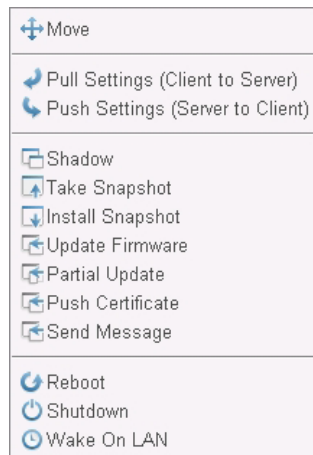 Move
Pull Settings (Client to Server)
Push Settings (Server to Client)
Shadow
Take Snapshot
Install Snapshot
Update Firmware
Partial Update
Push Certificate
Send Message
Reboot
Shutdown
Wake On LAN